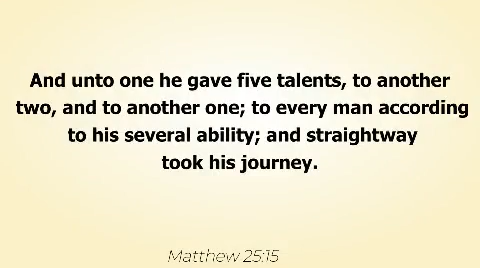 And unto one he gave five talents, to another
two, and to another one; to every man according
to his several ability; and straightway
took his journey.
Matthew 25:15